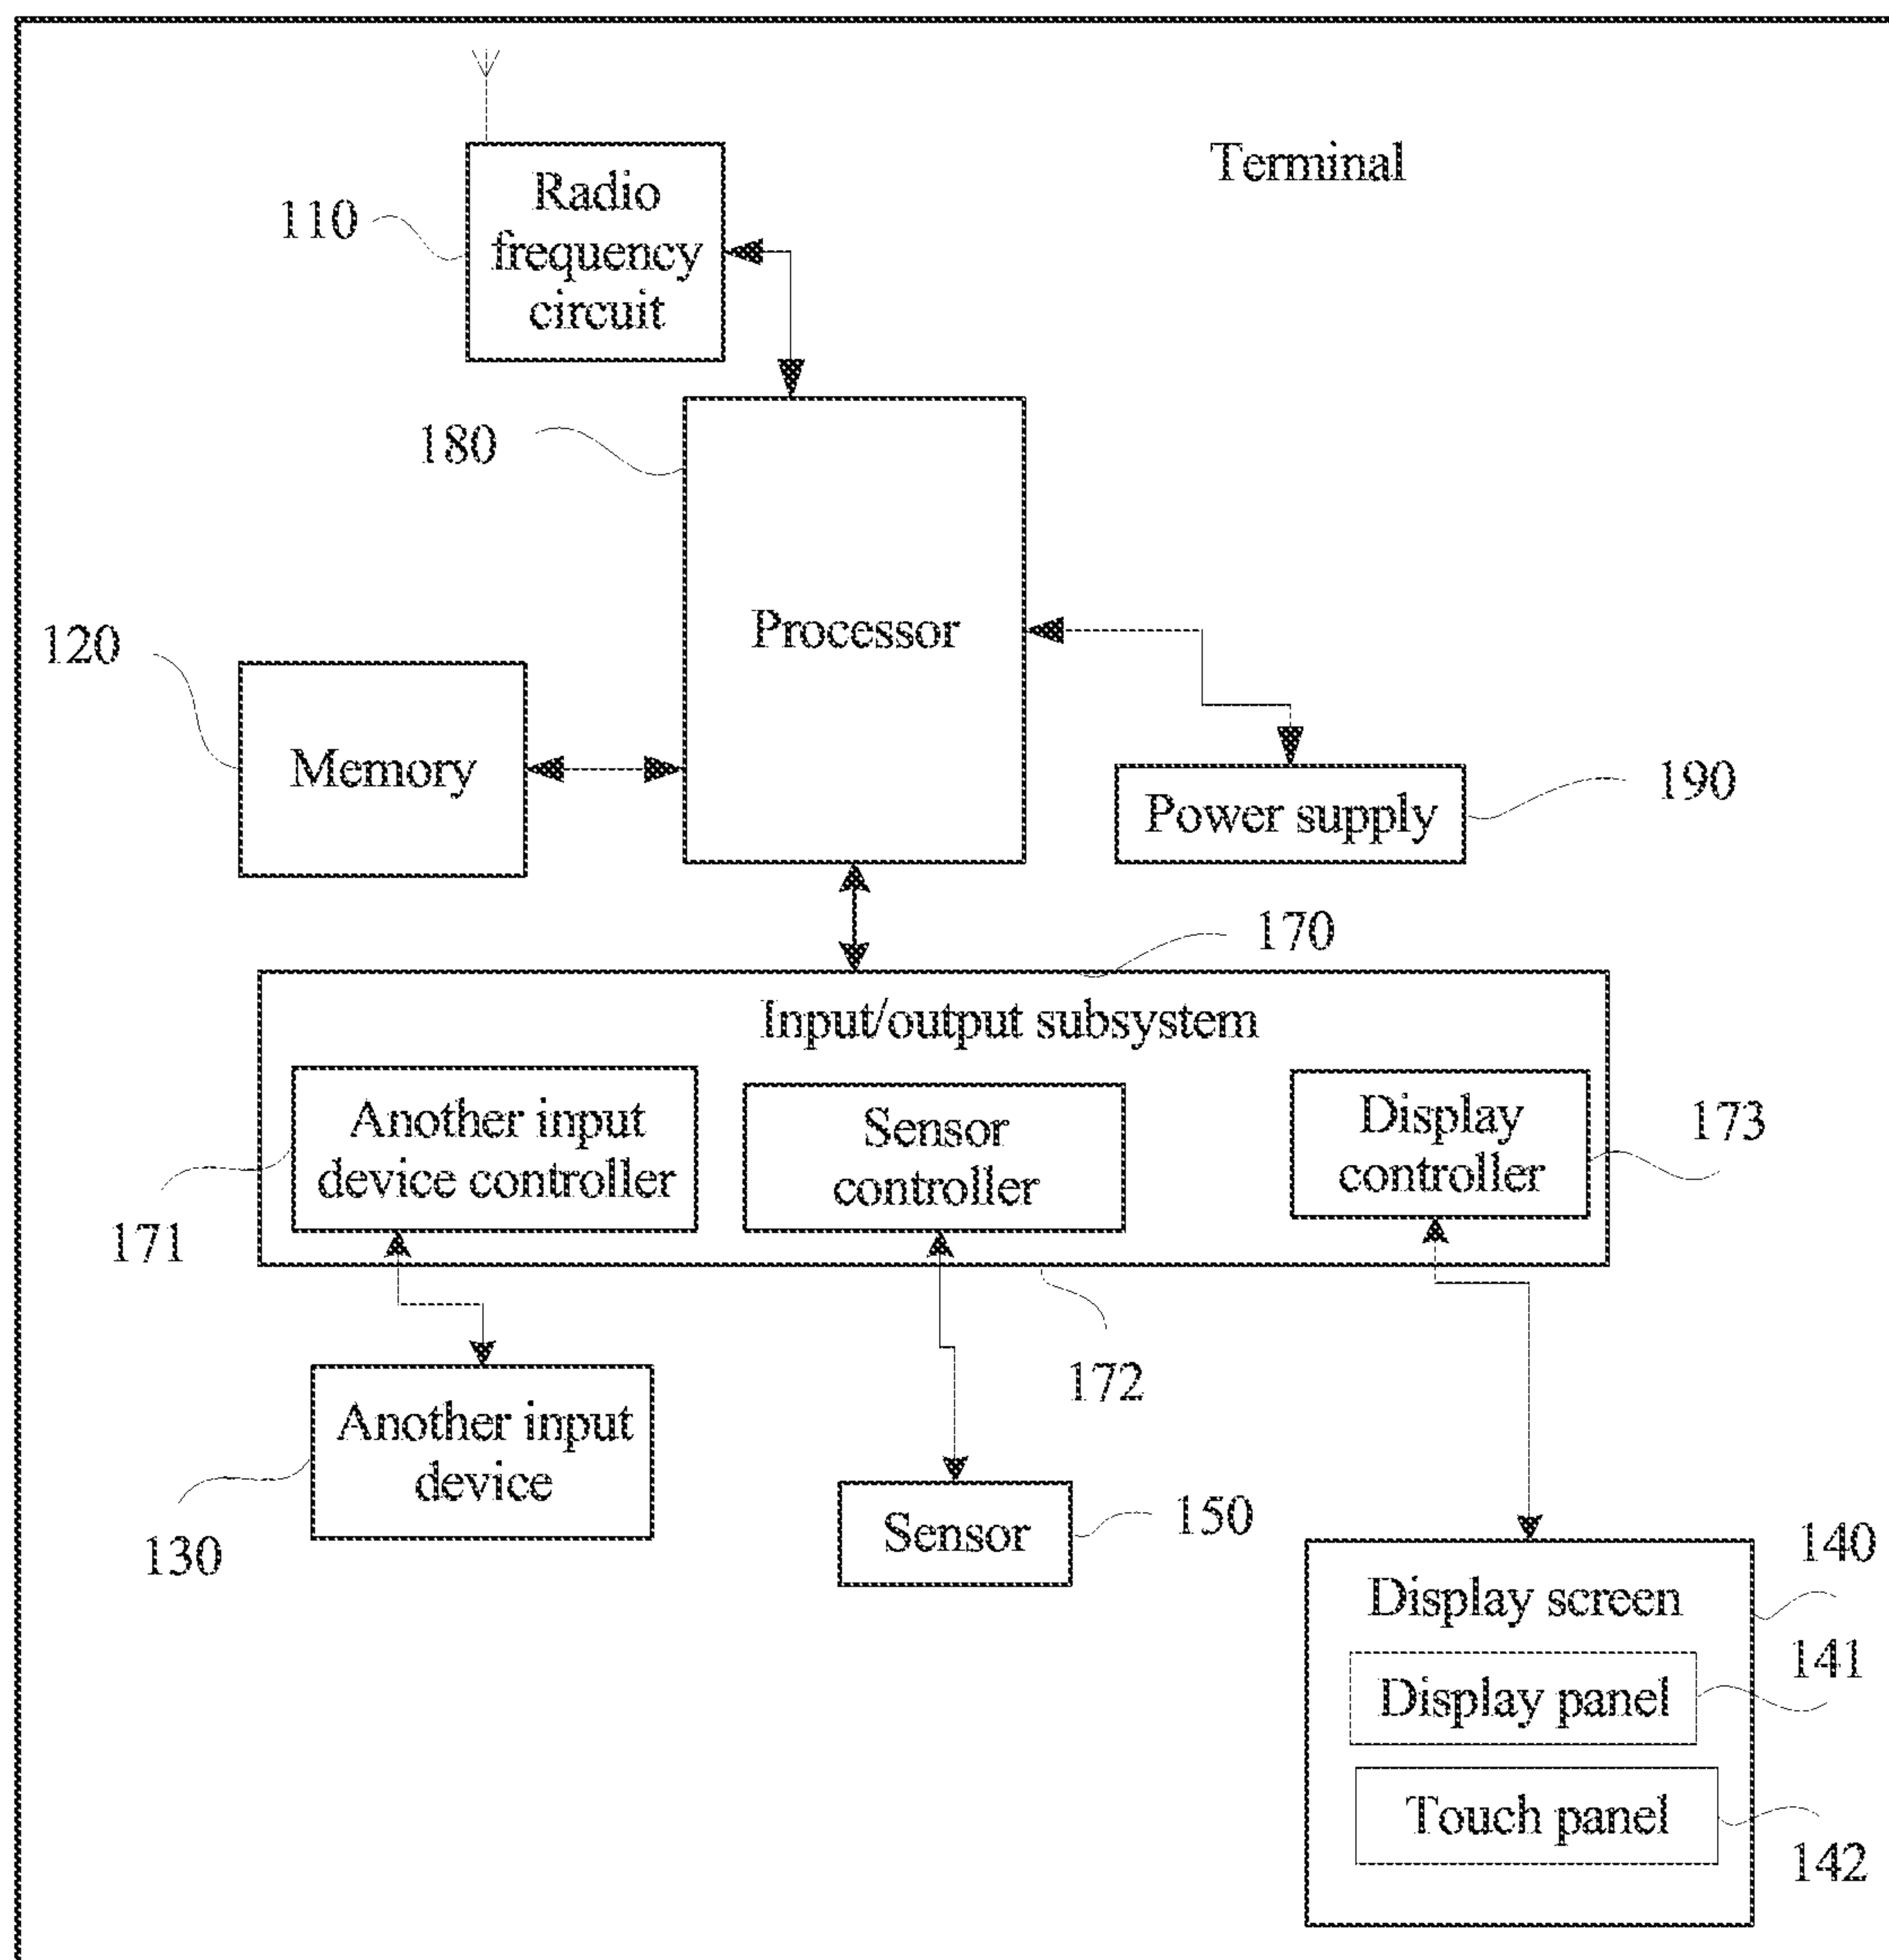 Terminal
110
Radio
frequency
circuit
180
Processor
120
Memory
190
Power supply
170
Input/output subsystem
Another input
device controller
171
Sensor
controller
172
Display
controller
173
Another input
device
130
Sensor
150
140
Display screen
141
Display panel
Touch panel
142